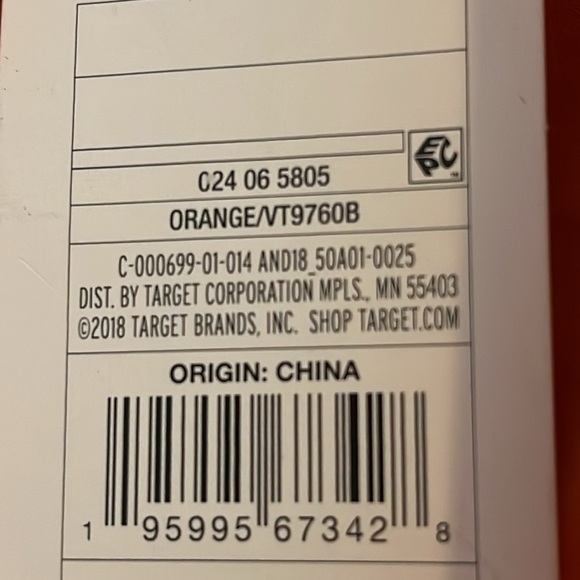 EPC™
024 06 5805
ORANGE/VT9760B
C-000699-01-014 AND18_50A01-0025
DIST. BY TARGET CORPORATION MPLS., MN 55403
©2018 TARGET BRANDS, INC. SHOP TARGET.COM
ORIGIN: CHINA
1 95995 67342 8